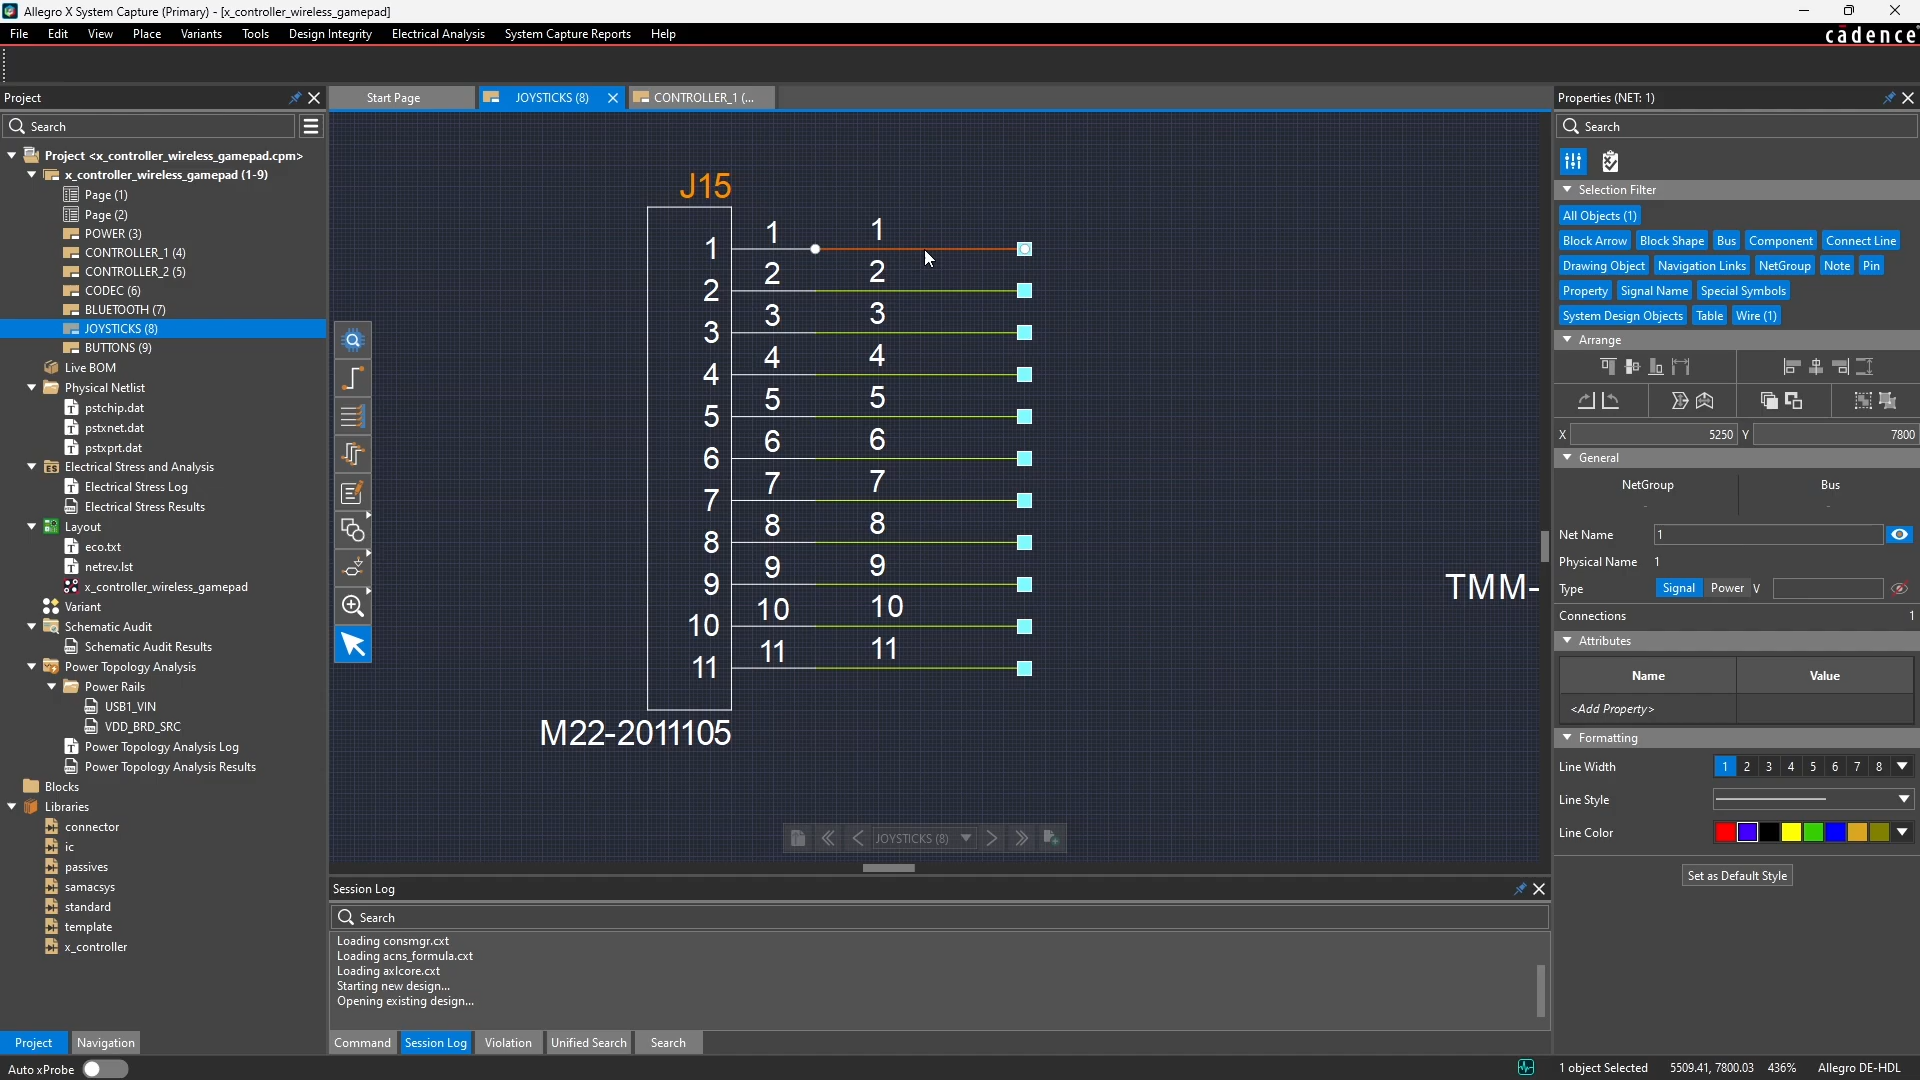 Allegro X System Capture (Primary) - [x_controller_wireless_gamepad]
File Edit View Place Variants Tools Design Integrity Electrical Analysis System Capture Reports Help
cādence
Project
Search
Project <x_controller_wireless_gamepad.cpm>
x_controller_wireless_gamepad (1-9)
Page (1)
Page (2)
POWER (3)
CONTROLLER_1 (4)
CONTROLLER_2 (5)
CODEC (6)
BLUETOOTH (7)
JOYSTICKS (8)
BUTTONS (9)
Live BOM
Physical Netlist
pstchip.dat
pstxnet.dat
pstxprt.dat
Electrical Stress and Analysis
Electrical Stress Log
Electrical Stress Results
Layout
eco.txt
netrev.lst
x_controller_wireless_gamepad
Variant
Schematic Audit
Schematic Audit Results
Power Topology Analysis
Power Rails
USB1_VIN
VDD_BRD_SRC
Power Topology Analysis Log
Power Topology Analysis Results
Blocks
Libraries
connector
ic
passives
samacsys
standard
template
x_controller
Project Navigation
Auto xProbe
Start Page JOYSTICKS (8) CONTROLLER_1 (...
J15
1 1 1
2 2 2
3 3 3
4 4 4
5 5 5
6 6 6
7 7 7
8 8 8
9 9 9
10 10 10
11 11 11
M22-2011105
TMM-
JOYSTICKS (8)
Session Log
Search
Loading consmgr.cxt
Loading acns_formula.cxt
Loading axlcore.cxt
Starting new design...
Opening existing design...
Command Session Log Violation Unified Search Search
Properties (NET: 1)
Search
Selection Filter
All Objects (1)
Block Arrow Block Shape Bus Component Connect Line
Drawing Object Navigation Links NetGroup Note Pin
Property Signal Name Special Symbols
System Design Objects Table Wire (1)
Arrange
X 5250 Y 7800
General
NetGroup Bus
- -
Net Name 1
Physical Name 1
Type Signal Power V
Connections 1
Attributes
Name Value
<Add Property>
Formatting
Line Width 1 2 3 4 5 6 7 8
Line Style
Line Color
Set as Default Style
1 object Selected 5509.41, 7800.03 436% Allegro DE-HDL